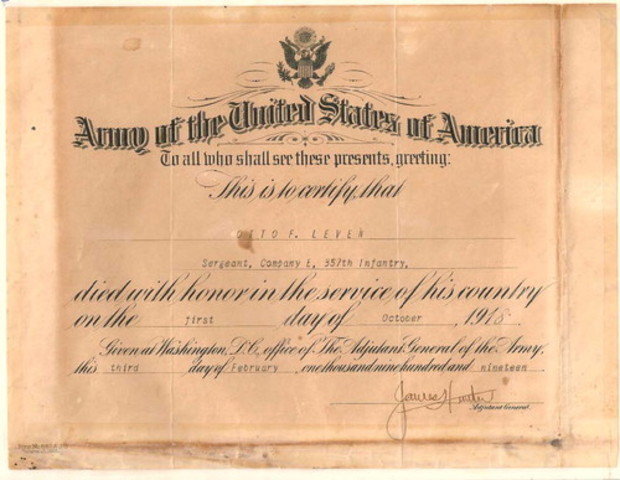 Army of the United States of America
To all who shall see these presents, greeting:
This is to certify, that
OTTO F. LEVEN
Sergeant, Company E, 357th Infantry,
died with honor in the service of his country
on the first day of October , 1918.
Given at Washington, D.C., office of The Adjutant General of the Army,
this third day of February , one thousand nine hundred and nineteen .
Adjutant General.